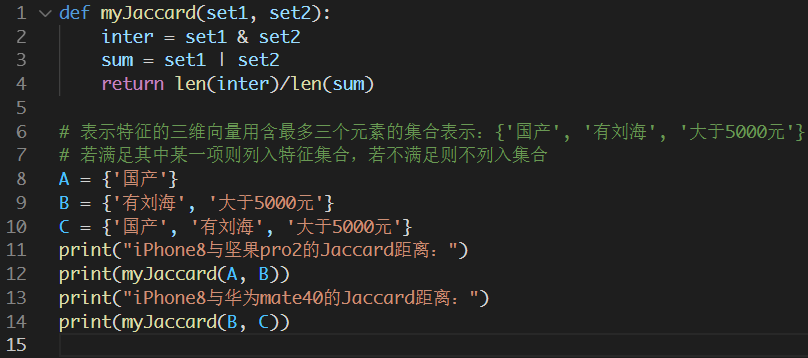 1 def myJaccard(set1, set2):
2     inter = set1 & set2
3     sum = set1 | set2
4     return len(inter)/len(sum)
5
6 # 表示特征的三维向量用含最多三个元素的集合表示：{'国产', '有刘海', '大于5000元'}
7 # 若满足其中某一项则列入特征集合，若不满足则不列入集合
8 A = {'国产'}
9 B = {'有刘海', '大于5000元'}
10 C = {'国产', '有刘海', '大于5000元'}
11 print("iPhone8与坚果pro2的Jaccard距离：")
12 print(myJaccard(A, B))
13 print("iPhone8与华为mate40的Jaccard距离：")
14 print(myJaccard(B, C))
15